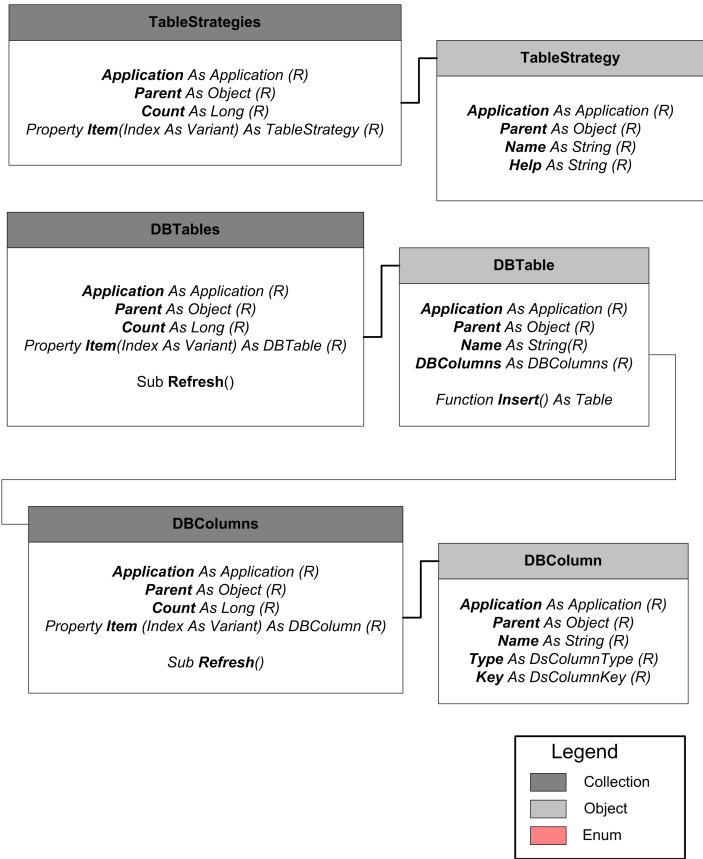 TableStrategies
Application As Application (R)
Parent As Object (R)
Count As Long (R)
Property Item(Index As Variant) As TableStrategy (R)
TableStrategy
Application As Application (R)
Parent As Object (R)
Name As String (R)
Help As String (R)
DBTables
Application As Application (R)
Parent As Object (R)
Count As Long (R)
Property Item(Index As Variant) As DBTable (R)
Sub Refresh()
DBTable
Application As Application (R)
Parent As Object (R)
Name As String(R)
DBColumns As DBColumns (R)
Function Insert() As Table
DBColumns
Application As Application (R)
Parent As Object (R)
Count As Long (R)
Property Item (Index As Variant) As DBColumn (R)
Sub Refresh()
DBColumn
Application As Application (R)
Parent As Object (R)
Name As String (R)
Type As DsColumnType (R)
Key As DsColumnKey (R)
Legend
Collection
Object
Enum